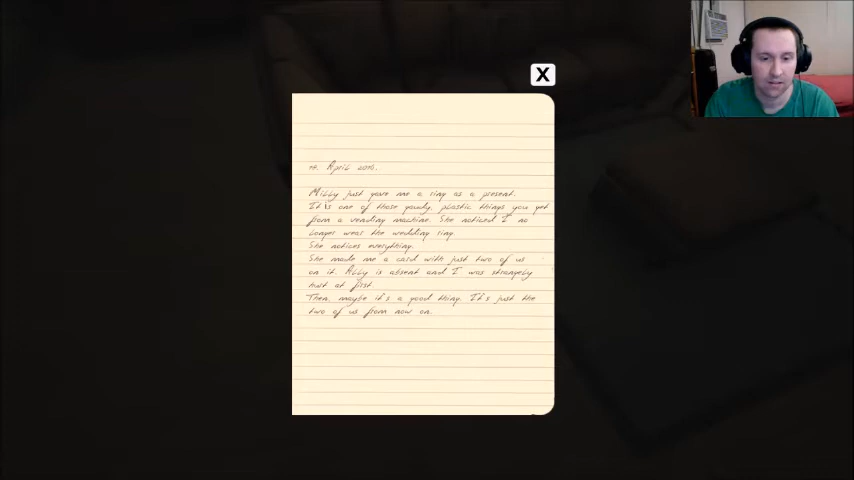 X
April
Milly just gave me a ring as a present.
It is one of those gaudy, plastic things you get
from a vending machine. She noticed I no
longer wear the wedding ring.
She notices everything.
She made me a card with just two of us
on it. Ally is absent and I was strangely
hurt at first.
Then, maybe it's a good thing. It's just the
two of us from now on.